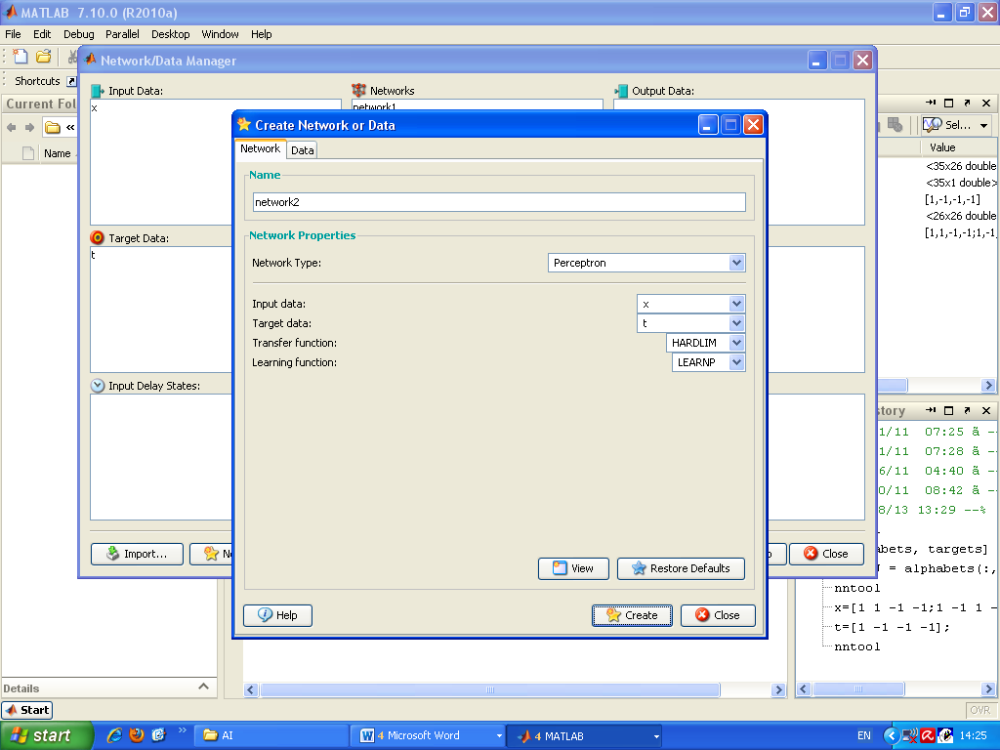 MATLAB 7.10.0 (R2010a)
File Edit Debug Parallel Desktop Window Help
Shortcuts
Current Fol
«
Name
Network/Data Manager
Input Data:
x
Networks
network1
Output Data:
Target Data:
t
Input Delay States:
Import...
Close
Create Network or Data
Network Data
Name
network2
Network Properties
Network Type: Perceptron
Input data: x
Target data: t
Transfer function: HARDLIM
Learning function: LEARNP
View Restore Defaults
Help Create Close
Sel...
Value
<35x26 double
<35x1 double>
[1,-1,-1,-1]
<26x26 double
[1,1,-1,-1;1,-1
story
1/11 07:25 ã --
1/11 07:28 ã --
6/11 04:40 ã --
0/11 08:42 ã --
8/13 13:29 --%
abets, targets]
= alphabets(:,
nntool
x=[1 1 -1 -1;1 -1 1 -
t=[1 -1 -1 -1];
nntool
Details
Start
OVR
start
»
AI
4 Microsoft Word
4 MATLAB
EN
14:25